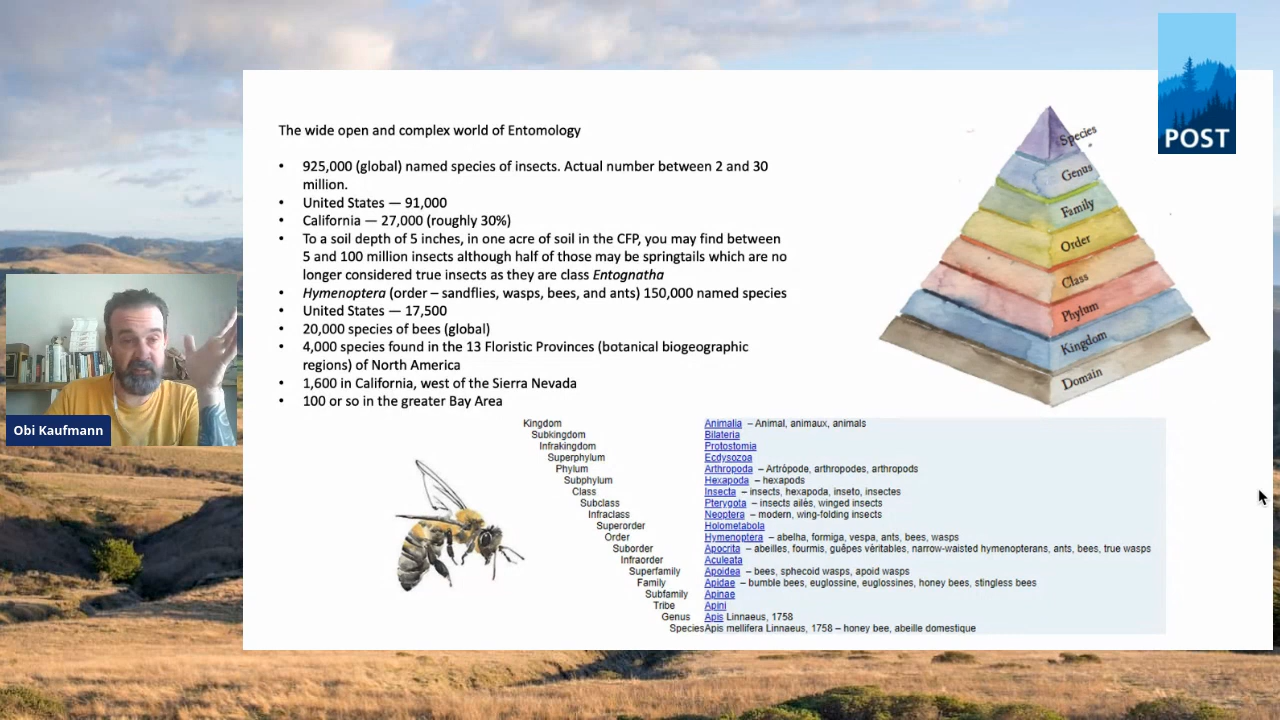 POST
The wide open and complex world of Entomology
• 925,000 (global) named species of insects. Actual number between 2 and 30
million.
• United States — 91,000
• California — 27,000 (roughly 30%)
• To a soil depth of 5 inches, in one acre of soil in the CFP, you may find between
5 and 100 million insects although half of those may be springtails which are no
longer considered true insects as they are class Entognatha
• Hymenoptera (order – sandflies, wasps, bees, and ants) 150,000 named species
• United States — 17,500
• 20,000 species of bees (global)
• 4,000 species found in the 13 Floristic Provinces (botanical biogeographic
regions) of North America
• 1,600 in California, west of the Sierra Nevada
• 100 or so in the greater Bay Area
Species
Genus
Family
Order
Class
Phylum
Kingdom
Domain
Obi Kaufmann
Kingdom Animalia – Animal, animaux, animals
Subkingdom Bilateria
Infrakingdom Protostomia
Superphylum Ecdysozoa
Phylum Arthropoda – Artrópode, arthropodes, arthropods
Subphylum Hexapoda – hexapods
Class Insecta – insects, hexapoda, inseto, insectes
Subclass Pterygota – insects ailés, winged insects
Infraclass Neoptera – modern, wing-folding insects
Superorder Holometabola
Order Hymenoptera – abelha, formiga, vespa, ants, bees, wasps
Suborder Apocrita – abeilles, fourmis, guêpes véritables, narrow-waisted hymenopterans, ants, bees, true wasps
Infraorder Aculeata
Superfamily Apoidea – bees, sphecoid wasps, apoid wasps
Family Apidae – bumble bees, euglossine, euglossines, honey bees, stingless bees
Subfamily Apinae
Tribe Apini
Genus Apis Linnaeus, 1758
Species Apis mellifera Linnaeus, 1758 – honey bee, abeille domestique